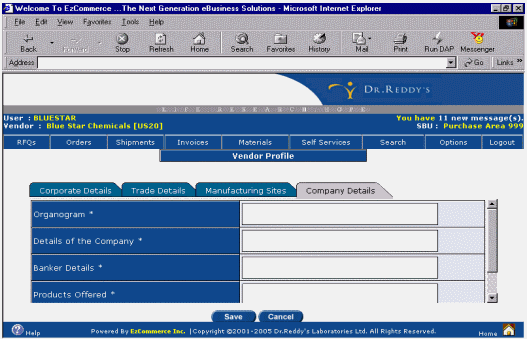 Welcome To EzCommerce ...The Next Generation eBusiness Solutions - Microsoft Internet Explorer
File Edit View Favorites Tools Help
Back Forward Stop Refresh Home Search Favorites History Mail Print Run DAP Messenger
Address Go Links »
DR.REDDY'S
LIFE. RESEARCH. HOPE
User : BLUESTAR You have 11 new message(s).
Vendor : Blue Star Chemicals [US20] SBU : Purchase Area 999
RFQs Orders Shipments Invoices Materials Self Services Search Options Logout
Vendor Profile
Corporate Details Trade Details Manufacturing Sites Company Details
Organogram *
Details of the Company *
Banker Details *
Products Offered *
Save Cancel
Help Powered By EzCommerce Inc. |Copyright ©2001-2005 Dr.Reddy's Laboratories Ltd. All Rights Reserved. Home